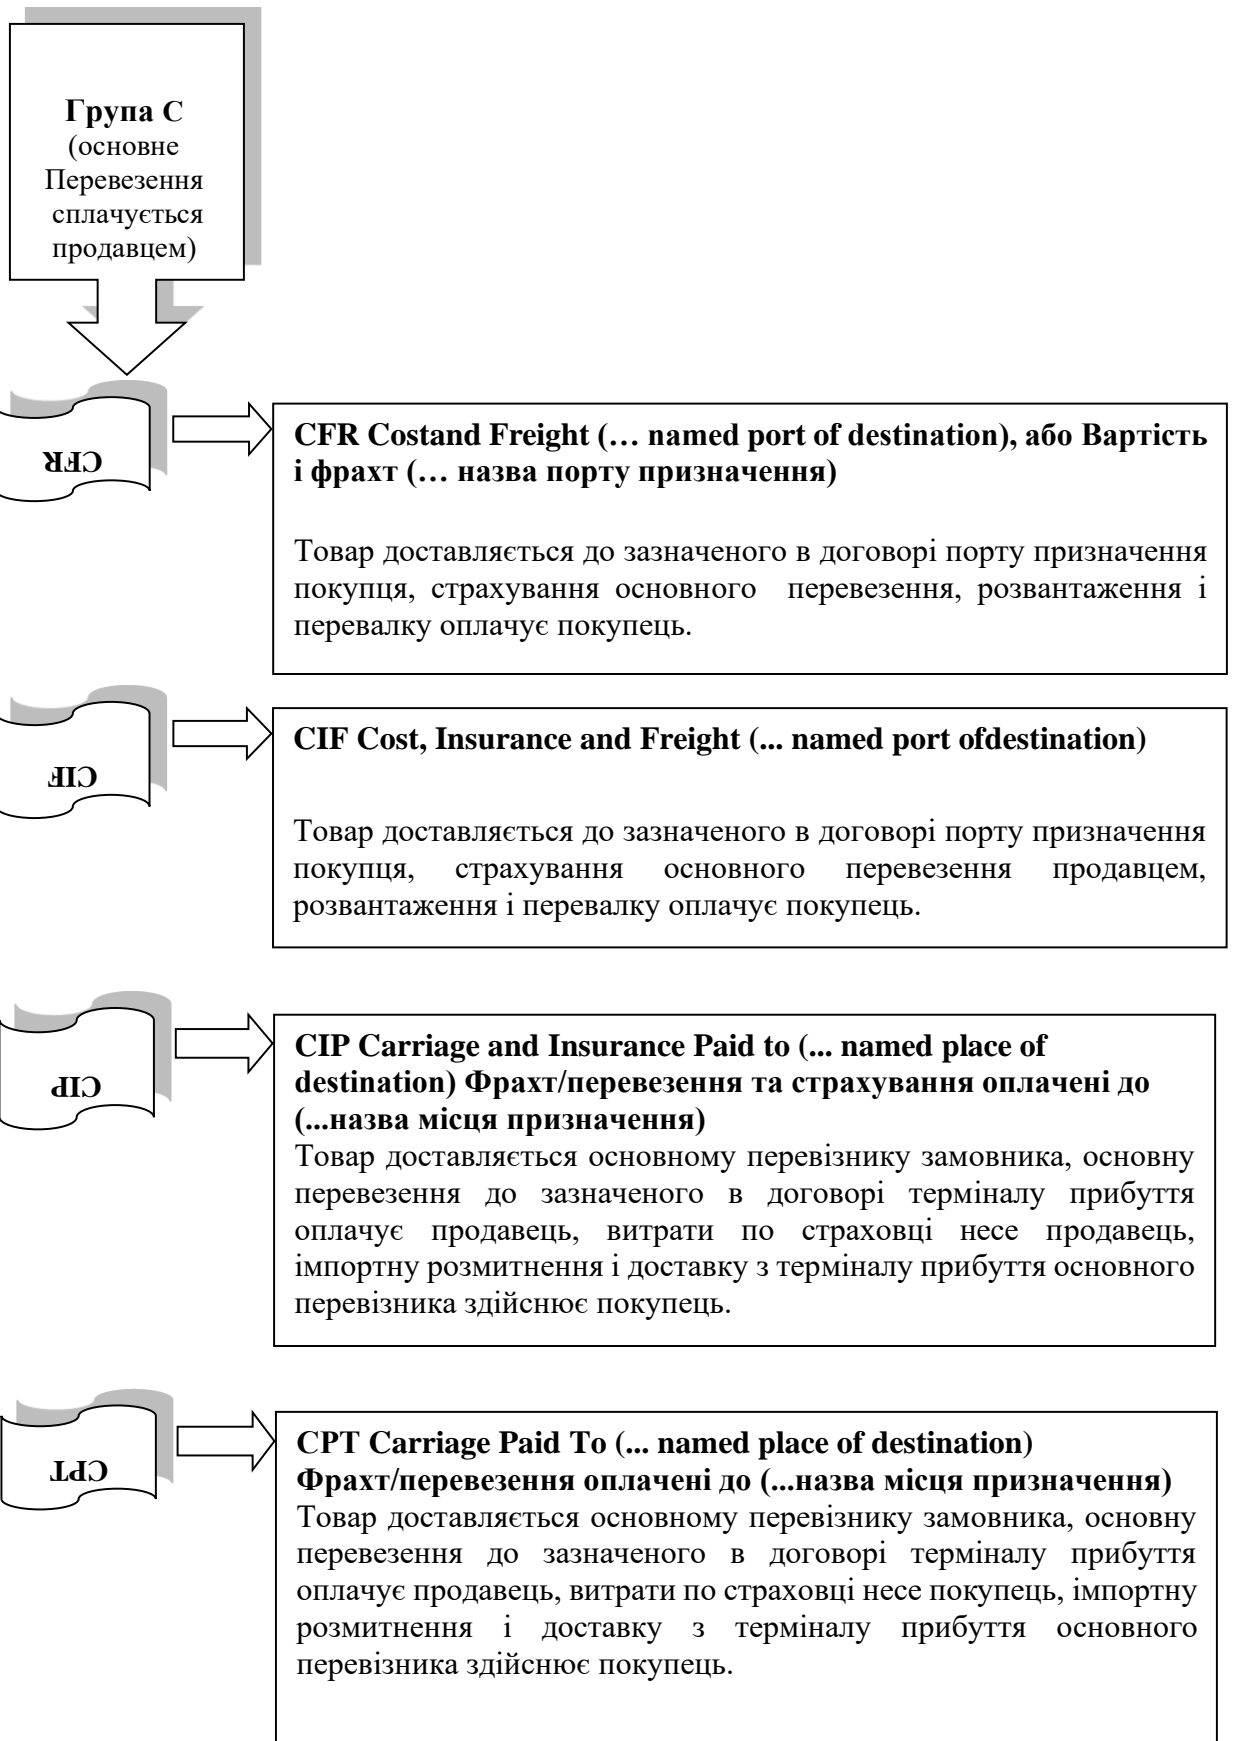 Група С
(основне
Перевезення
сплачується
продавцем)
CFR
CFR Costand Freight (… named port of destination), або Вартість
і фрахт (… назва порту призначення)
Товар доставляється до зазначеного в договорі порту призначення
покупця, страхування основного перевезення, розвантаження і
перевалку оплачує покупець.
CIF
CIF Cost, Insurance and Freight (... named port ofdestination)
Товар доставляється до зазначеного в договорі порту призначення
покупця, страхування основного перевезення продавцем,
розвантаження і перевалку оплачує покупець.
CIP
CIP Carriage and Insurance Paid to (... named place of
destination) Фрахт/перевезення та страхування оплачені до
(...назва місця призначення)
Товар доставляється основному перевізнику замовника, основну
перевезення до зазначеного в договорі терміналу прибуття
оплачує продавець, витрати по страховці несе продавець,
імпортну розмитнення і доставку з терміналу прибуття основного
перевізника здійснює покупець.
CPT
CPT Carriage Paid To (... named place of destination)
Фрахт/перевезення оплачені до (...назва місця призначення)
Товар доставляється основному перевізнику замовника, основну
перевезення до зазначеного в договорі терміналу прибуття
оплачує продавець, витрати по страховці несе покупець, імпортну
розмитнення і доставку з терміналу прибуття основного
перевізника здійснює покупець.